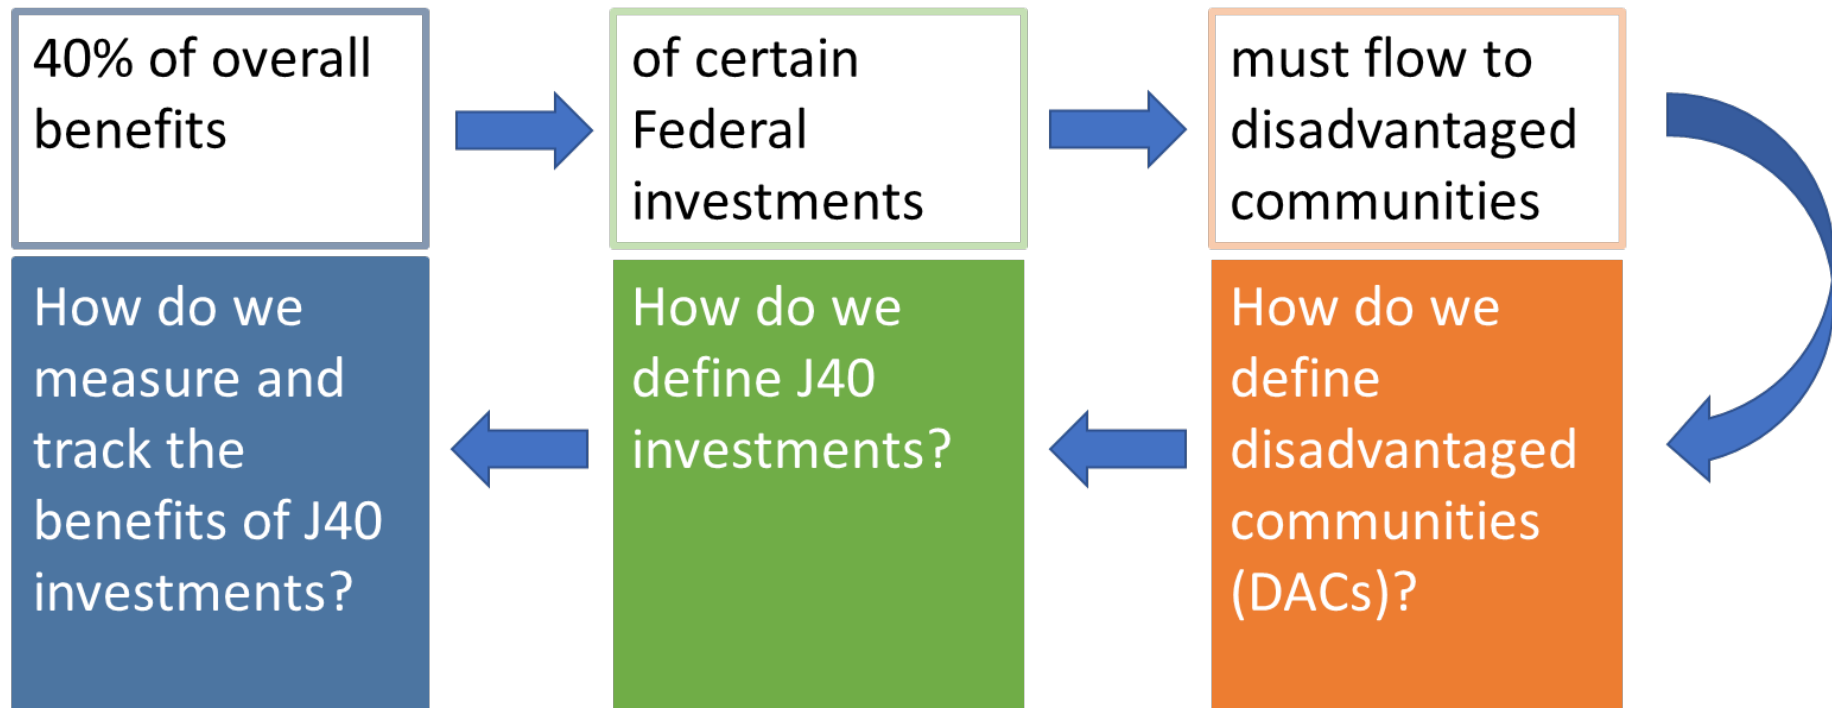 40% of overall
benefits
of certain
Federal
investments
must flow to
disadvantaged
communities
How do we
define
disadvantaged
communities
(DACs)?
How do we
define J40
investments?
How do we
measure and
track the
benefits of J40
investments?